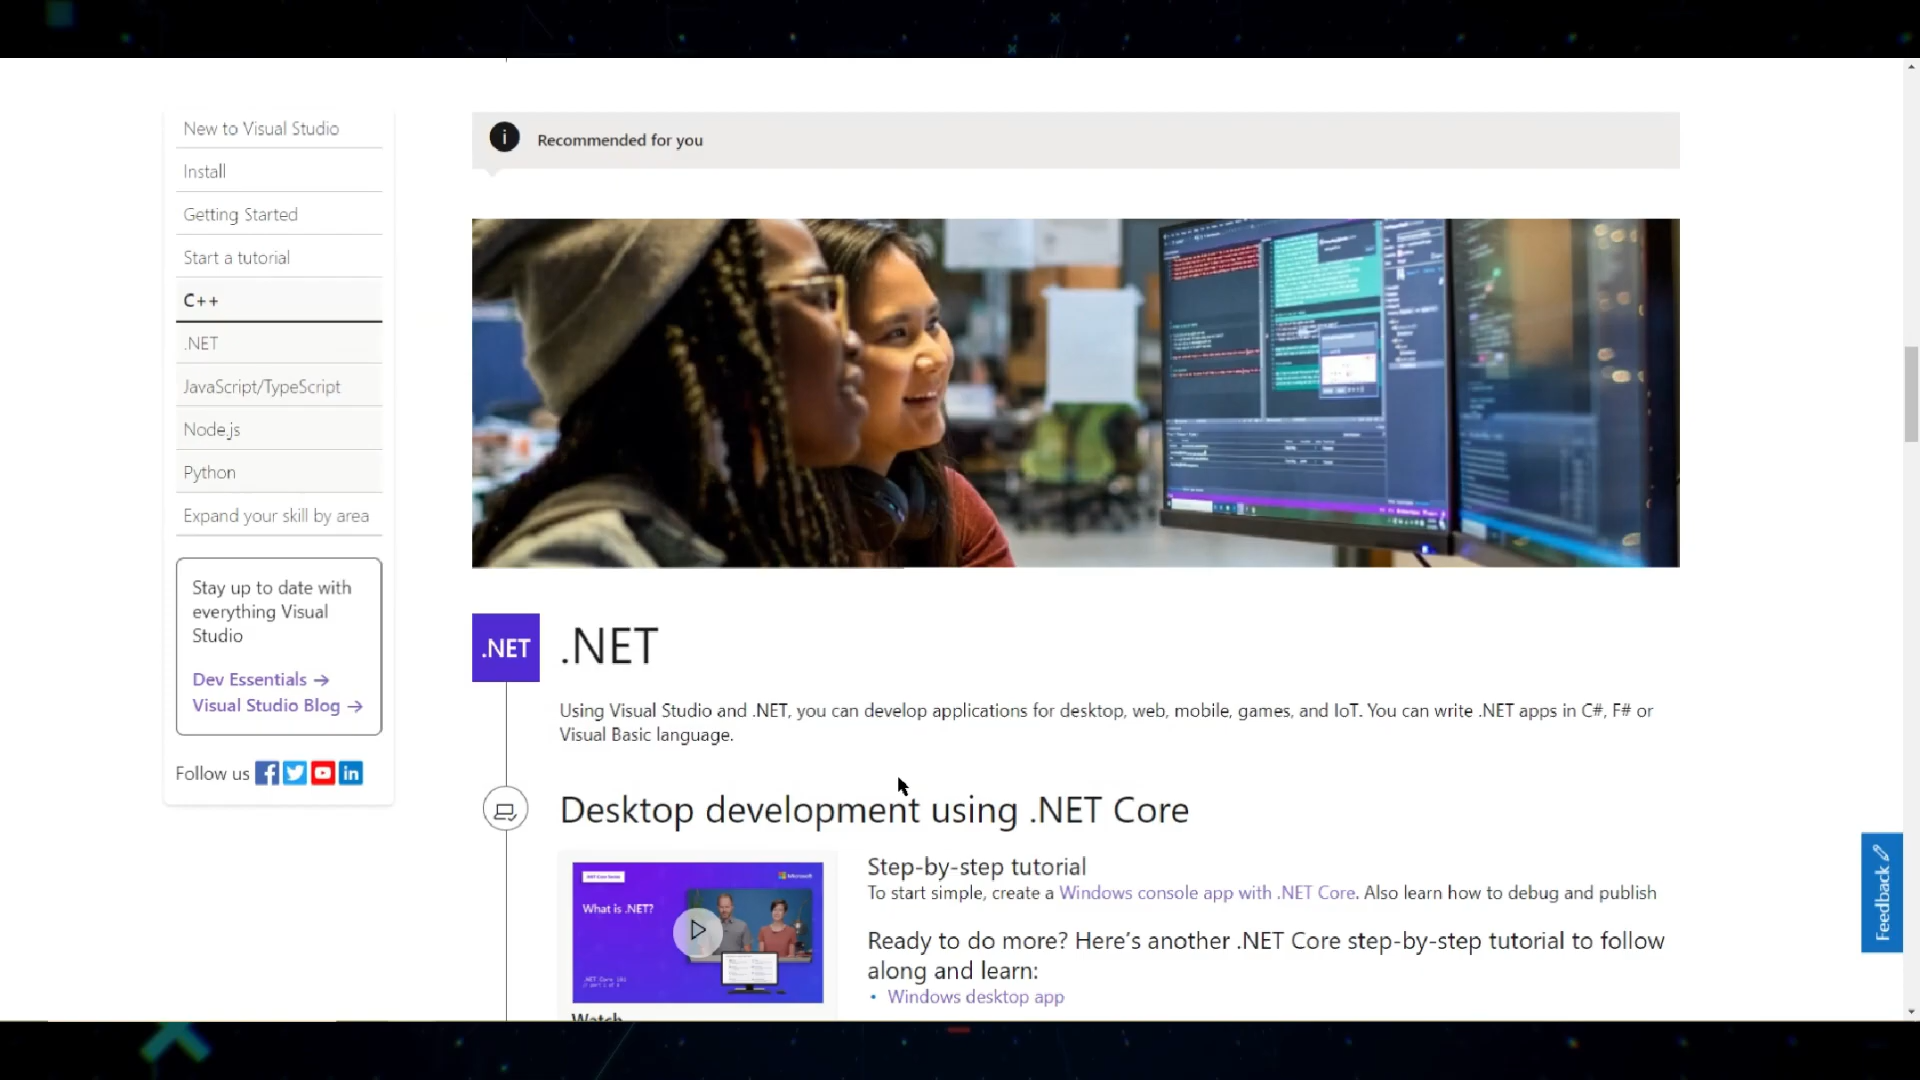 New to Visual Studio
Install
Getting Started
Start a tutorial
C++
.NET
JavaScript/TypeScript
Node.js
Python
Expand your skill by area
Stay up to date with
everything Visual
Studio
Dev Essentials →
Visual Studio Blog →
Follow us
Recommended for you
.NET
.NET
Using Visual Studio and .NET, you can develop applications for desktop, web, mobile, games, and IoT. You can write .NET apps in C#, F# or
Visual Basic language.
Desktop development using .NET Core
Microsoft
What is .NET?
Step-by-step tutorial
To start simple, create a Windows console app with .NET Core. Also learn how to debug and publish
Ready to do more? Here's another .NET Core step-by-step tutorial to follow
along and learn:
• Windows desktop app
Watch
Feedback